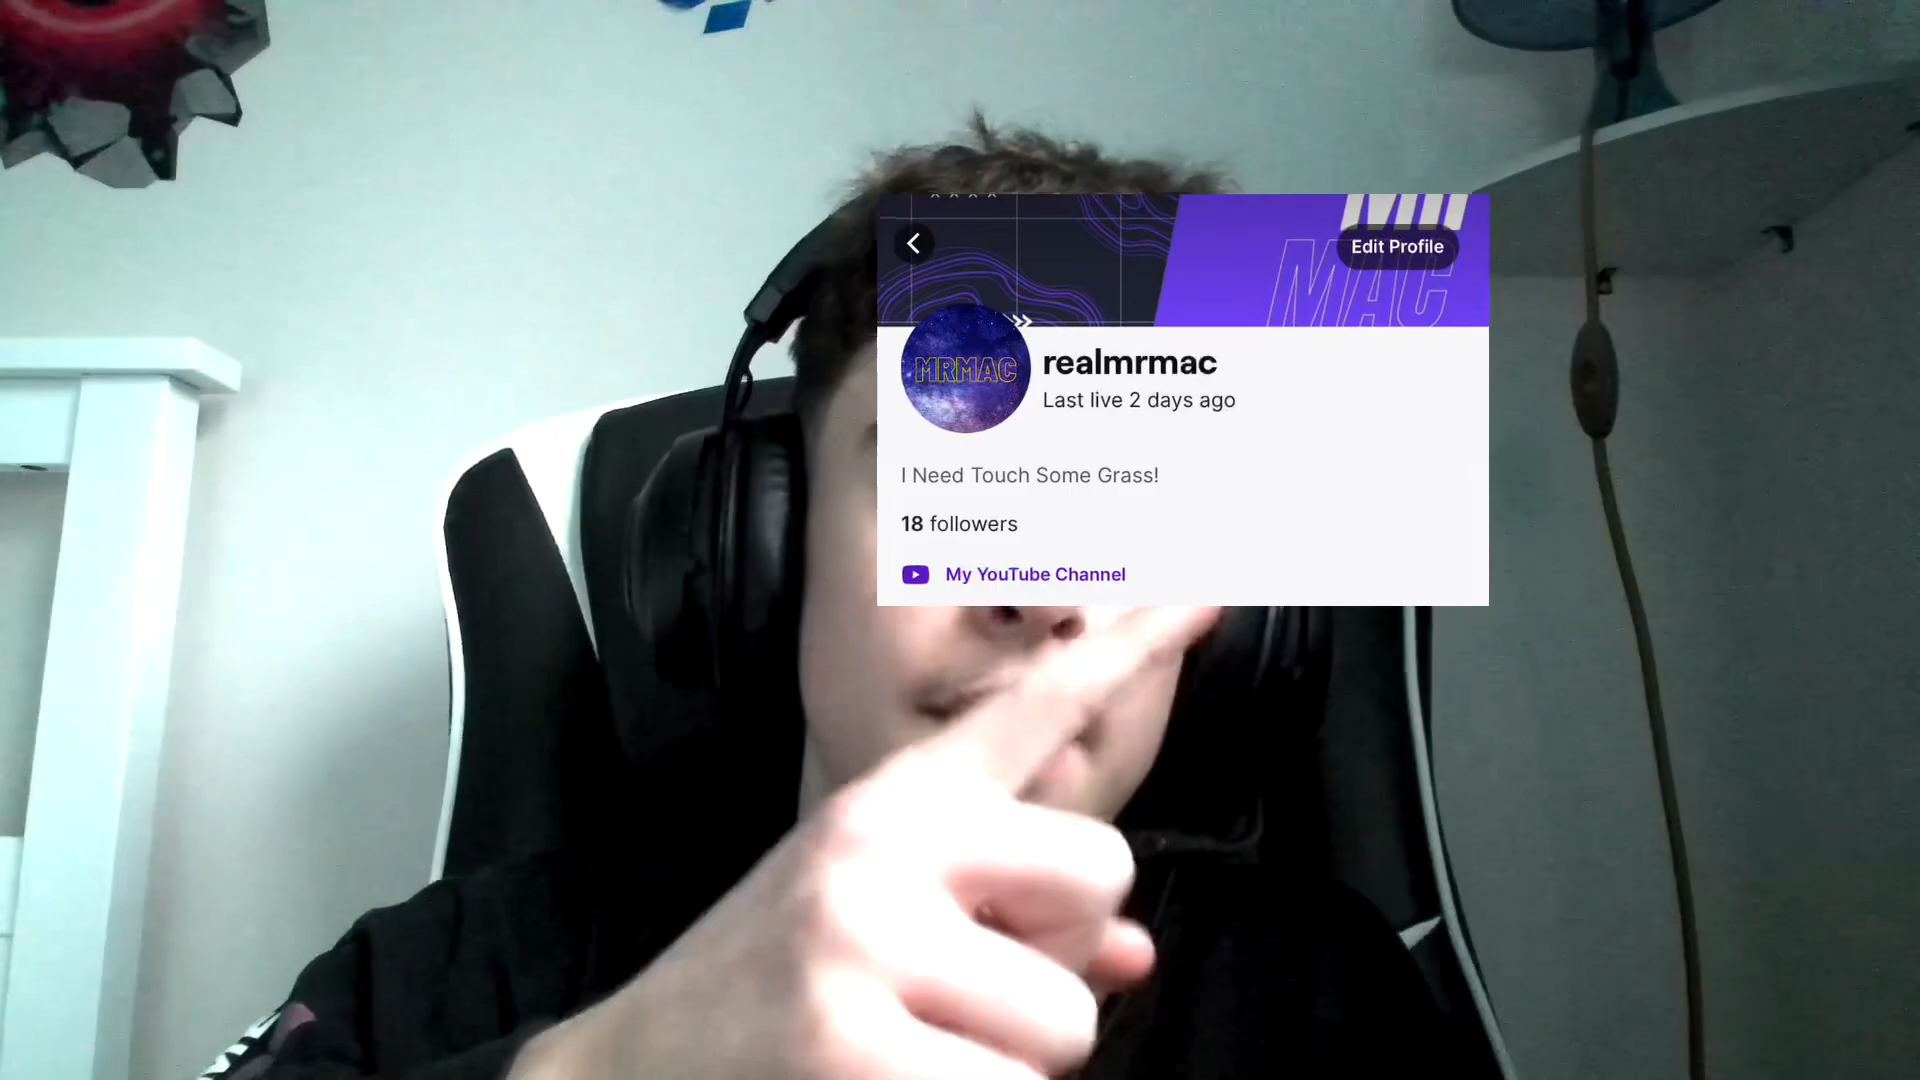 Edit Profile
MAC
MRMAC
realmrmac
Last live 2 days ago
I Need Touch Some Grass!
18 followers
My YouTube Channel